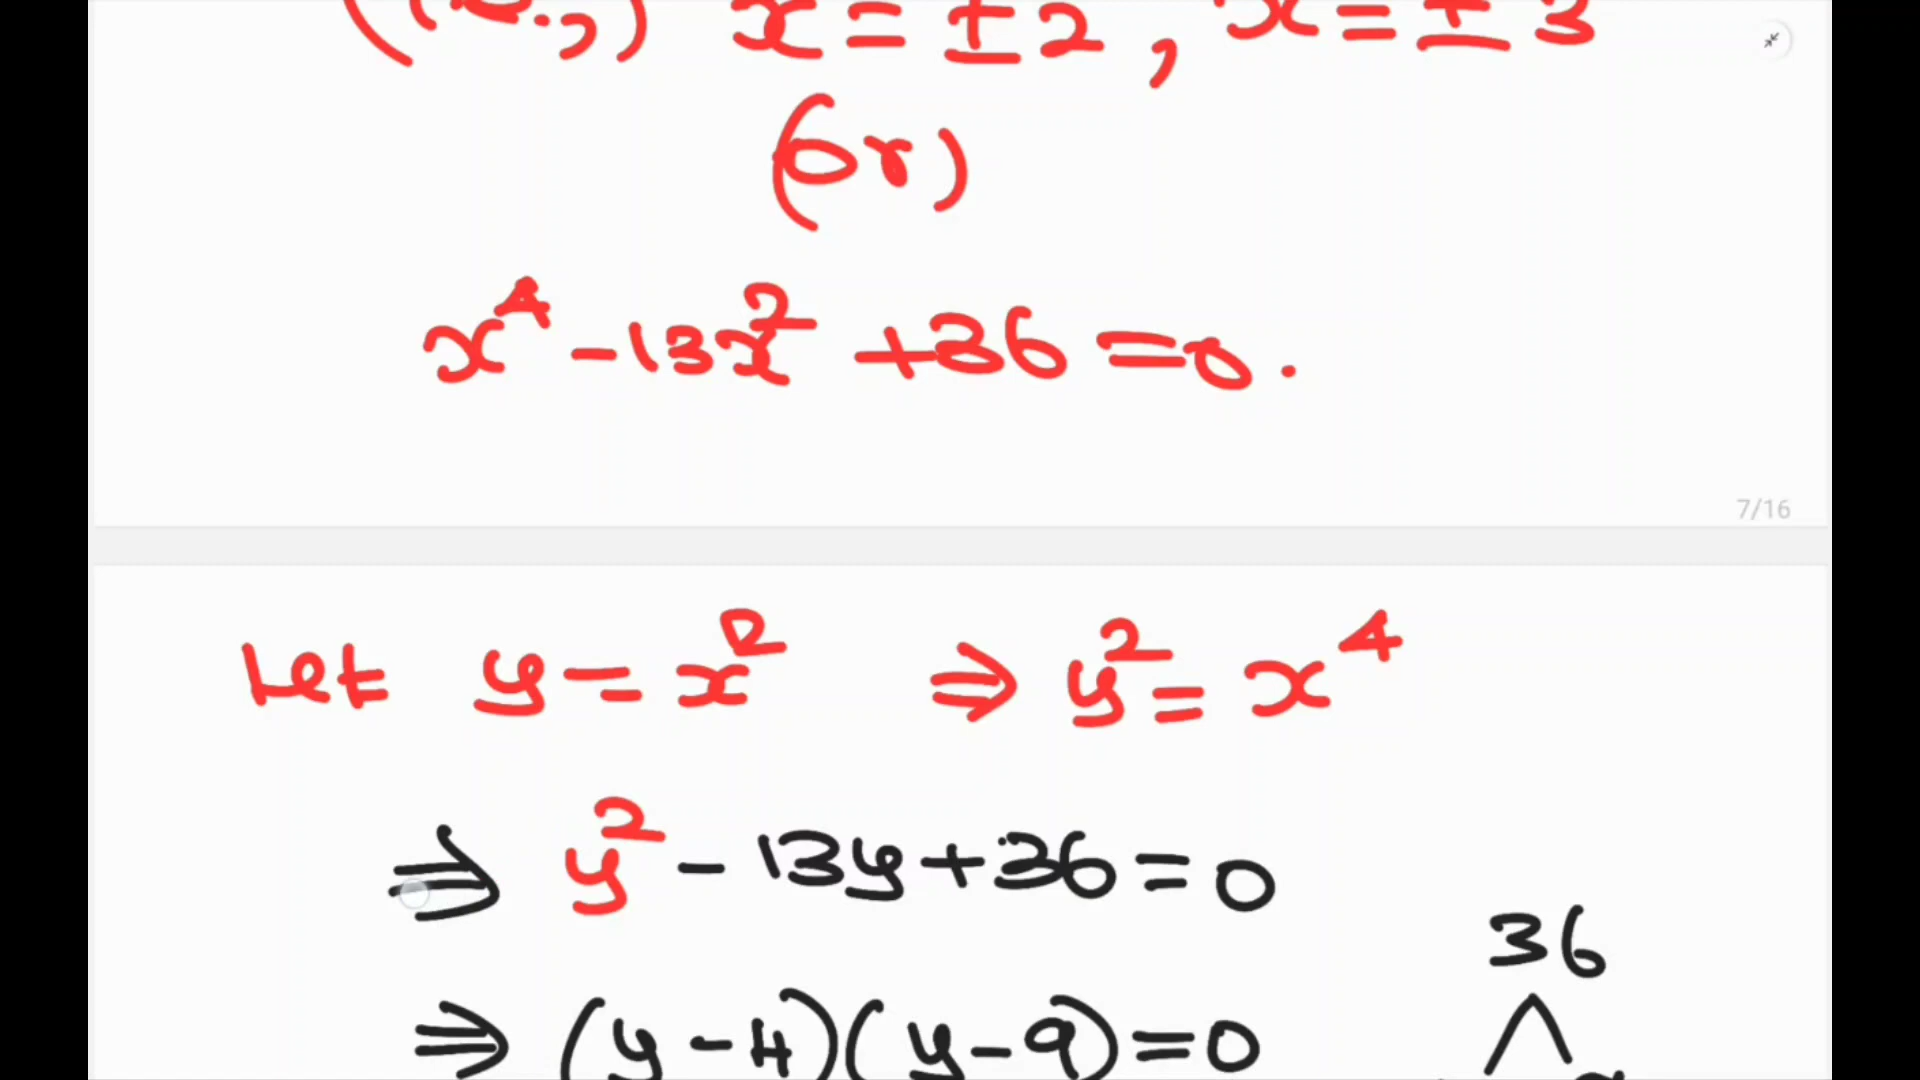 (i.e.,) x = ±2, x = ±3
(or)
x⁴ - 13x² + 36 = 0.
7/16
Let y = x² ⇒ y² = x⁴
⇒ y² - 13y + 36 = 0
36
⇒ (y - 4)(y - 9) = 0